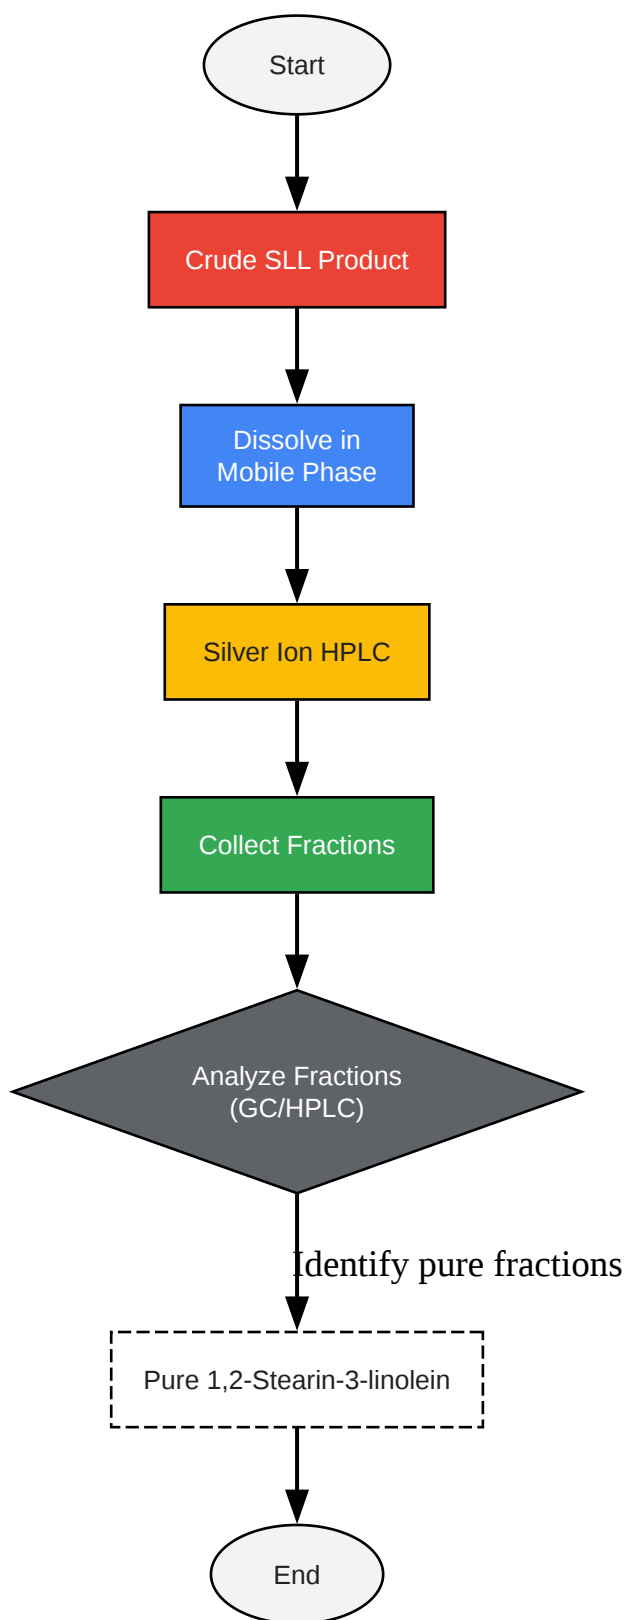 Start
Crude SLL Product
Dissolve in
Mobile Phase
Silver Ion HPLC
Collect Fractions
Analyze Fractions
(GC/HPLC)
Identify pure fractions
Pure 1,2-Stearin-3-linolein
End